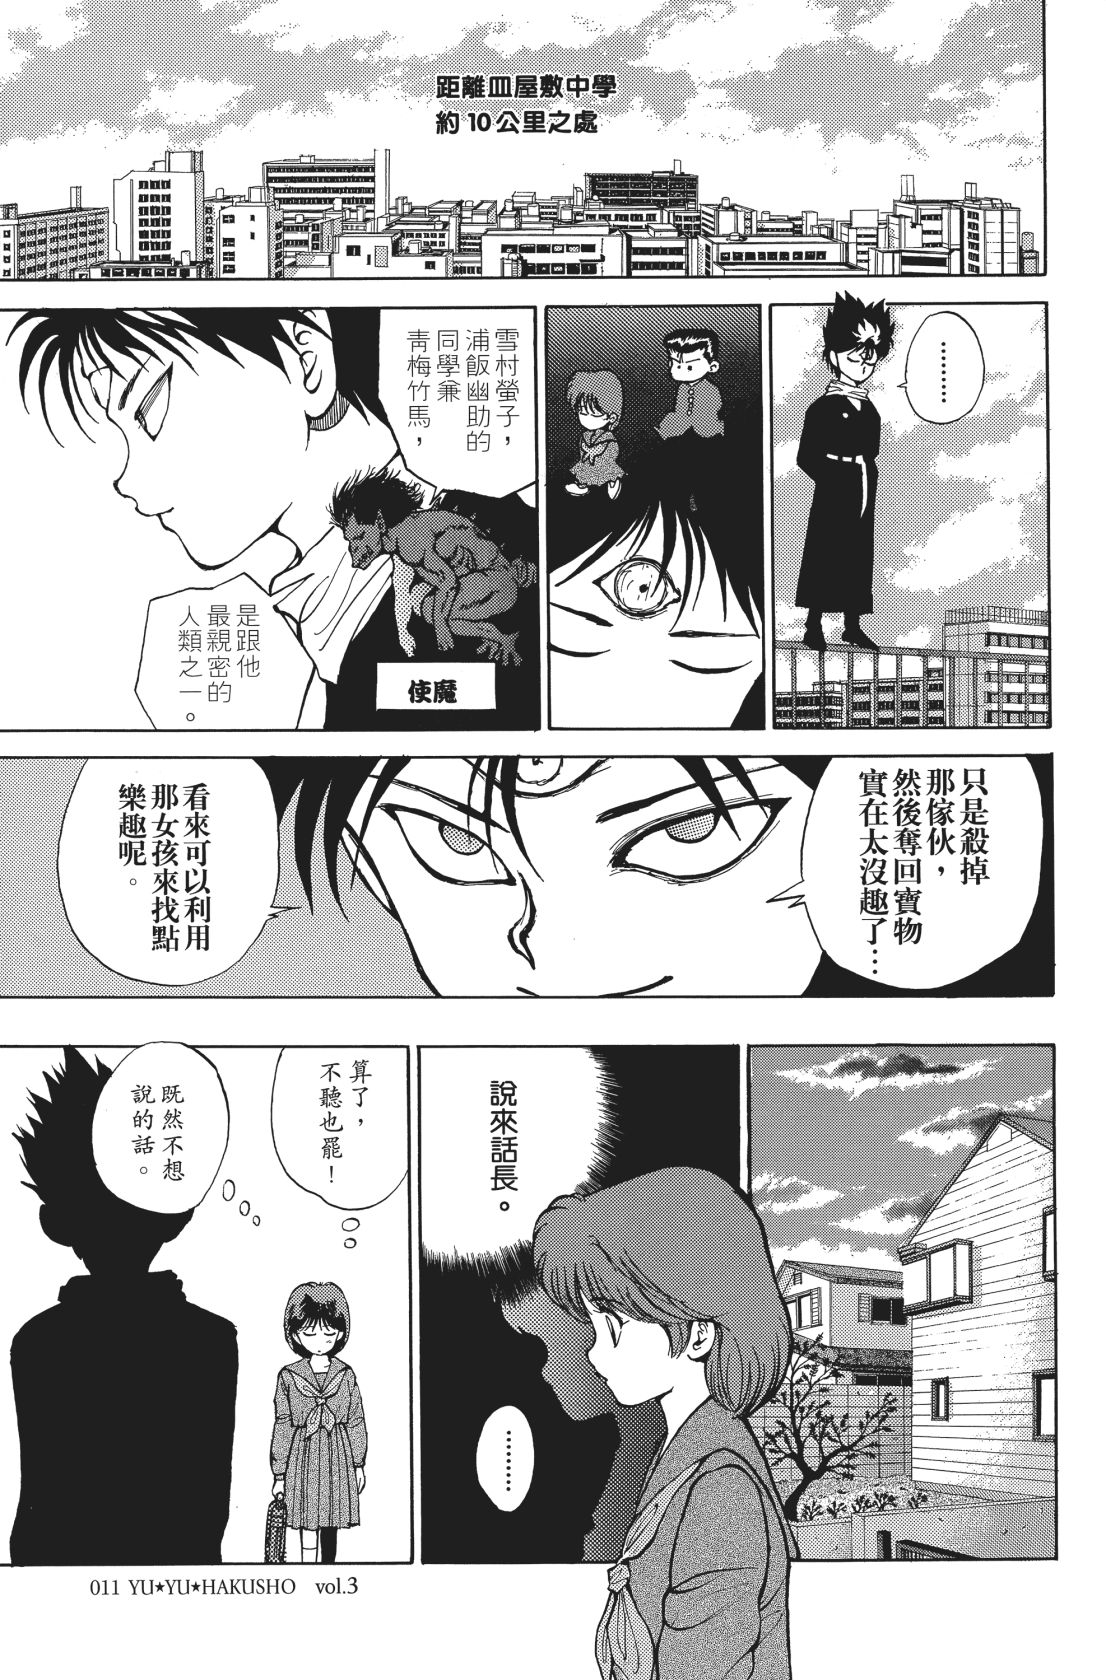 距離皿屋敷中學
約10公里之處
………
雪村螢子，
浦飯幽助的
同學兼
青梅竹馬，
是跟他
最親密的
人類之一。
使魔
只是殺掉
那傢伙，
然後奪回寶物
實在太沒趣了…
看來可以利用
那女孩來找點
樂趣呢。
說來話長。
………
算了，
不聽也罷！
既然不想
說的話。
011 YU★YU★HAKUSHO vol.3